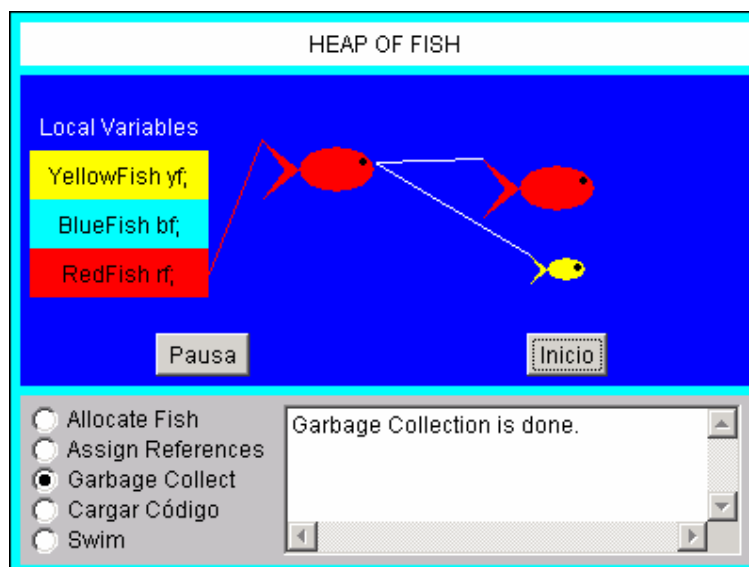 HEAP OF FISH
Local Variables
YellowFish yf;
BlueFish bf;
RedFish rf;
Pausa
Inicio
Allocate Fish
Assign References
Garbage Collect
Cargar Código
Swim
Garbage Collection is done.